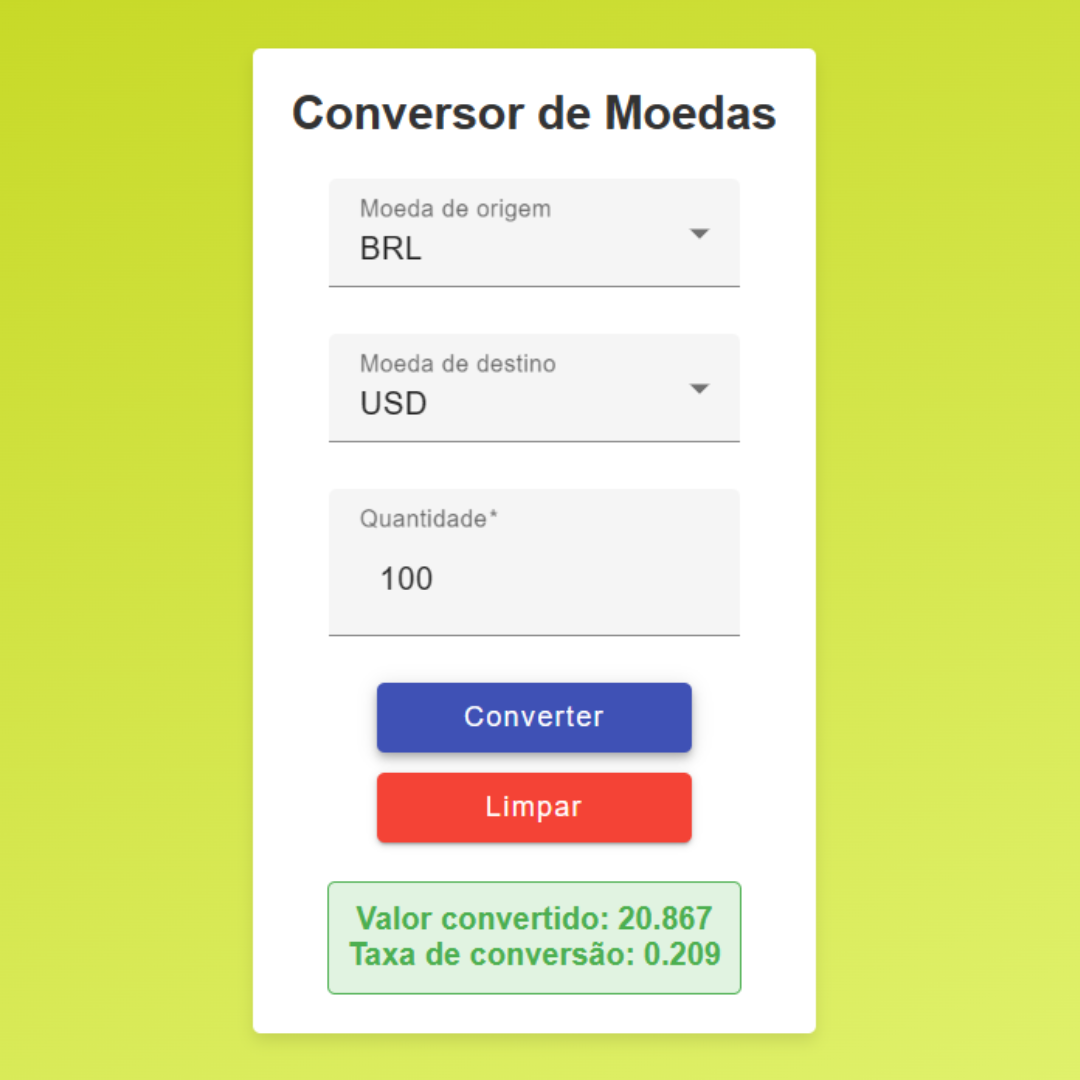 Conversor de Moedas
Moeda de origem
BRL
Moeda de destino
USD
Quantidade*
100
Converter
Limpar
Valor convertido: 20.867
Taxa de conversão: 0.209